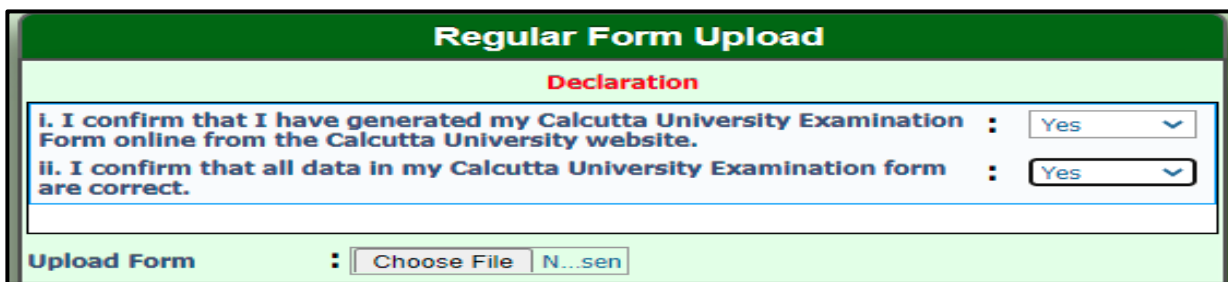 Regular Form Upload
Declaration
i. I confirm that I have generated my Calcutta University Examination : Yes
Form online from the Calcutta University website.
ii. I confirm that all data in my Calcutta University Examination form : Yes
are correct.
Upload Form : Choose File N...sen